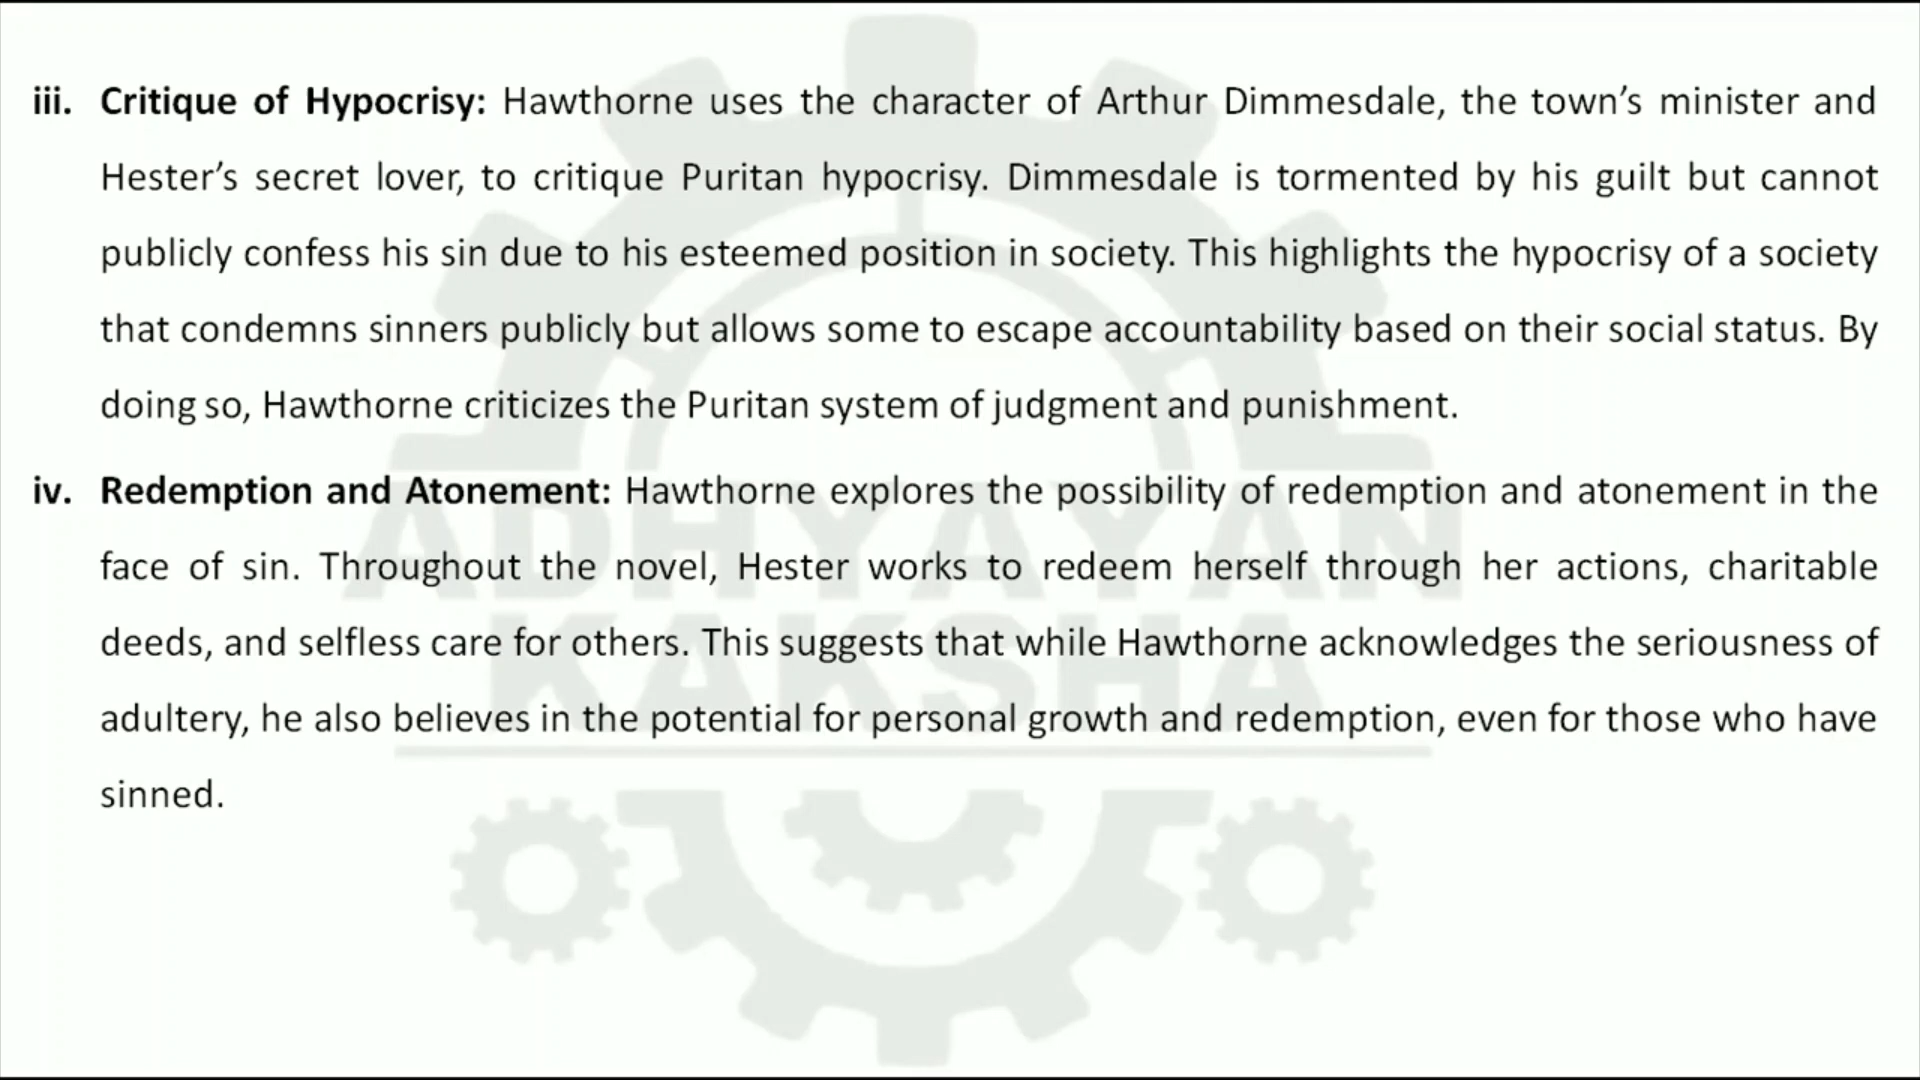 iii. Critique of Hypocrisy: Hawthorne uses the character of Arthur Dimmesdale, the town’s minister and
Hester’s secret lover, to critique Puritan hypocrisy. Dimmesdale is tormented by his guilt but cannot
publicly confess his sin due to his esteemed position in society. This highlights the hypocrisy of a society
that condemns sinners publicly but allows some to escape accountability based on their social status. By
doing so, Hawthorne criticizes the Puritan system of judgment and punishment.
iv. Redemption and Atonement: Hawthorne explores the possibility of redemption and atonement in the
face of sin. Throughout the novel, Hester works to redeem herself through her actions, charitable
deeds, and selfless care for others. This suggests that while Hawthorne acknowledges the seriousness of
adultery, he also believes in the potential for personal growth and redemption, even for those who have
sinned.
ADHYAYAN
KAKSHA